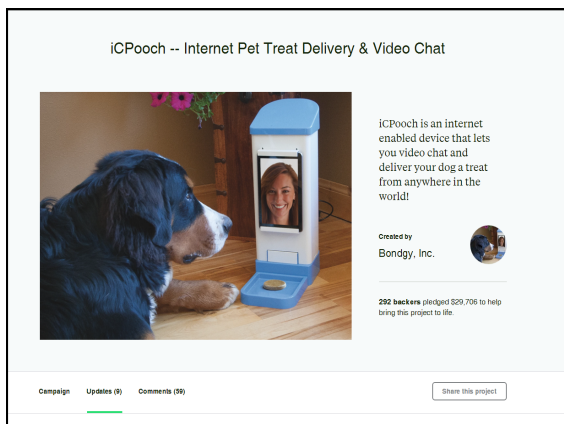 iCPooch -- Internet Pet Treat Delivery & Video Chat
iCPooch is an internet
enabled device that lets
you video chat and
deliver your dog a treat
from anywhere in the
world!
Created by
Bondgy, Inc.
292 backers pledged $29,706 to help
bring this project to life.
Campaign Updates (9) Comments (59) Share this project